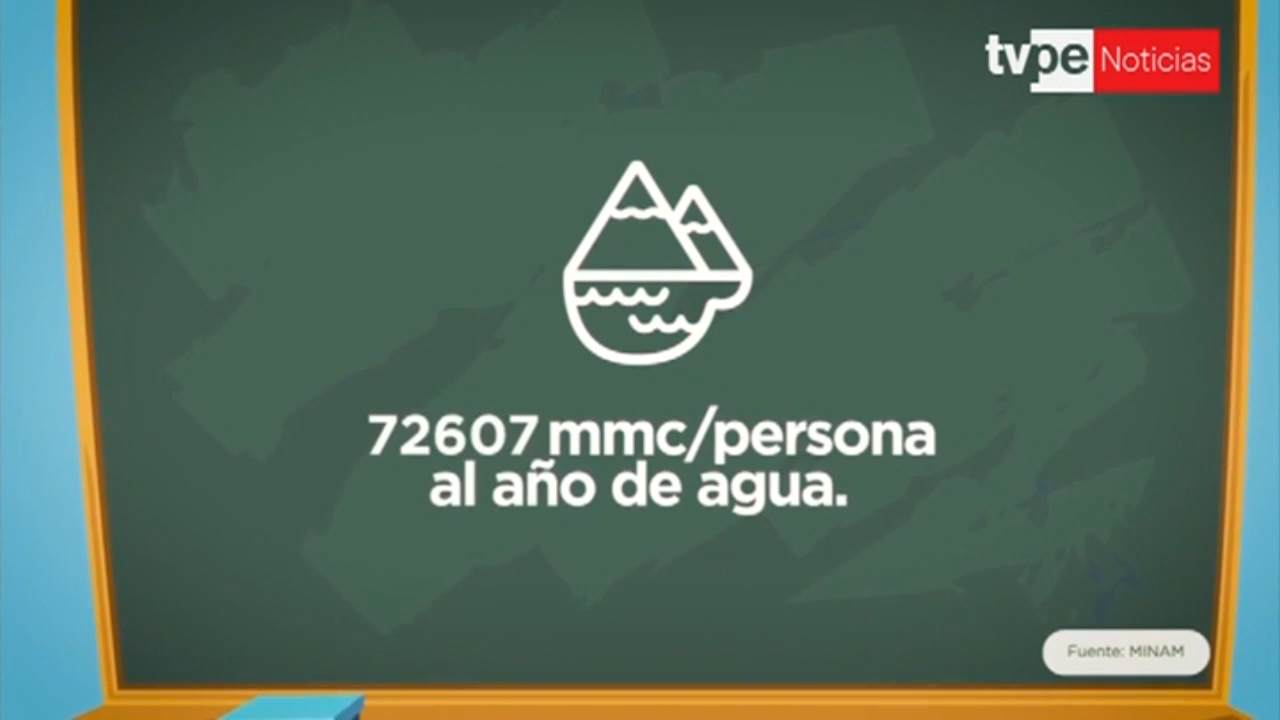 tvpe Noticias
72607 mmc/persona
al año de agua.
Fuente: MINAM